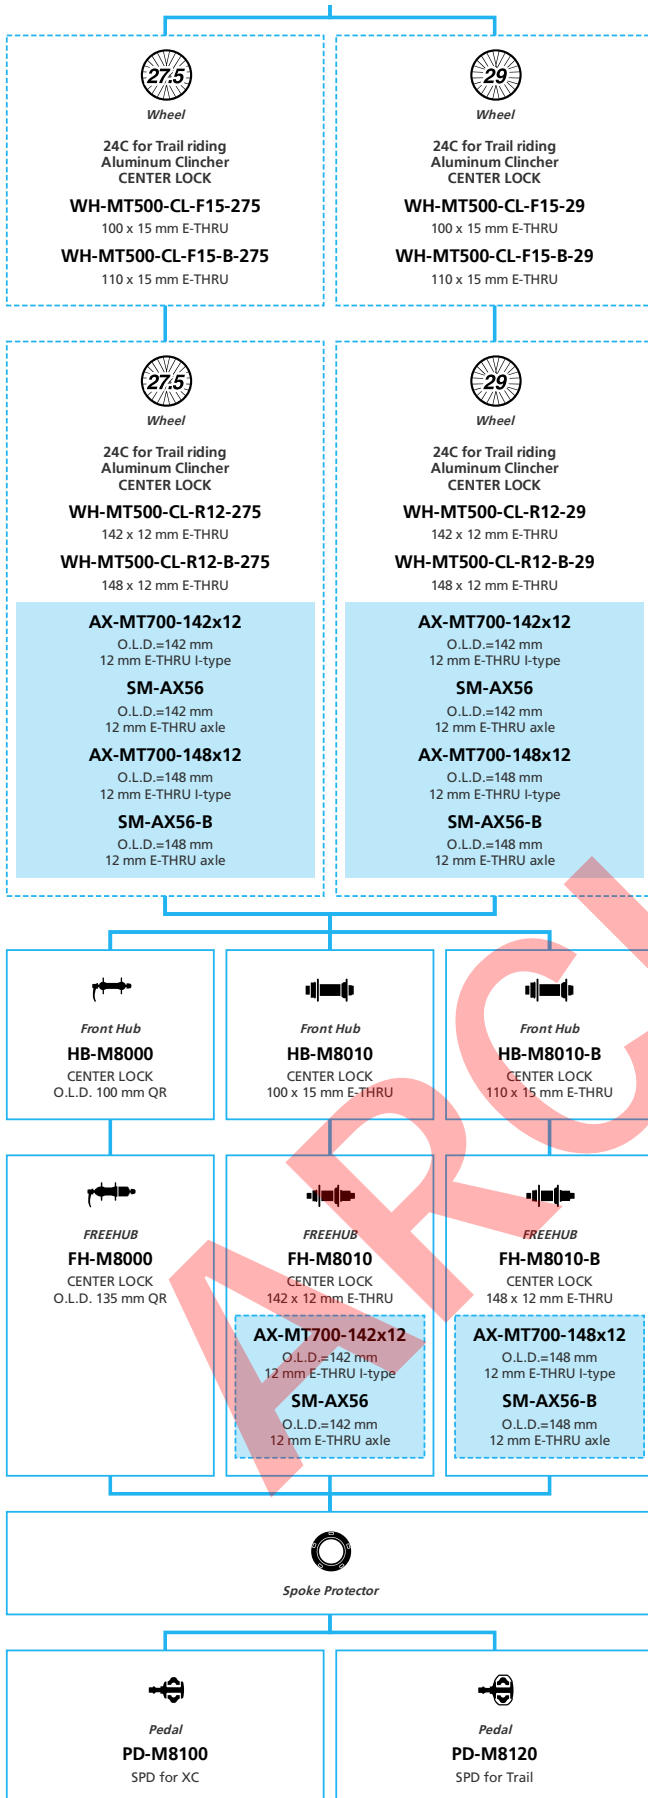 27.5
Wheel
24C for Trail riding
Aluminum Clincher
CENTER LOCK
WH-MT500-CL-F15-275
100 x 15 mm E-THRU
WH-MT500-CL-F15-B-275
110 x 15 mm E-THRU
29
Wheel
24C for Trail riding
Aluminum Clincher
CENTER LOCK
WH-MT500-CL-F15-29
100 x 15 mm E-THRU
WH-MT500-CL-F15-B-29
110 x 15 mm E-THRU
27.5
Wheel
24C for Trail riding
Aluminum Clincher
CENTER LOCK
WH-MT500-CL-R12-275
142 x 12 mm E-THRU
WH-MT500-CL-R12-B-275
148 x 12 mm E-THRU
AX-MT700-142x12
O.L.D.=142 mm
12 mm E-THRU I-type
SM-AX56
O.L.D.=142 mm
12 mm E-THRU axle
AX-MT700-148x12
O.L.D.=148 mm
12 mm E-THRU I-type
SM-AX56-B
O.L.D.=148 mm
12 mm E-THRU axle
29
Wheel
24C for Trail riding
Aluminum Clincher
CENTER LOCK
WH-MT500-CL-R12-29
142 x 12 mm E-THRU
WH-MT500-CL-R12-B-29
148 x 12 mm E-THRU
AX-MT700-142x12
O.L.D.=142 mm
12 mm E-THRU I-type
SM-AX56
O.L.D.=142 mm
12 mm E-THRU axle
AX-MT700-148x12
O.L.D.=148 mm
12 mm E-THRU I-type
SM-AX56-B
O.L.D.=148 mm
12 mm E-THRU axle
Front Hub
HB-M8000
CENTER LOCK
O.L.D. 100 mm QR
Front Hub
HB-M8010
CENTER LOCK
100 x 15 mm E-THRU
Front Hub
HB-M8010-B
CENTER LOCK
110 x 15 mm E-THRU
FREEHUB
FH-M8000
CENTER LOCK
O.L.D. 135 mm QR
FREEHUB
FH-M8010
CENTER LOCK
142 x 12 mm E-THRU
AX-MT700-142x12
O.L.D.=142 mm
12 mm E-THRU I-type
SM-AX56
O.L.D.=142 mm
12 mm E-THRU axle
FREEHUB
FH-M8010-B
CENTER LOCK
148 x 12 mm E-THRU
AX-MT700-148x12
O.L.D.=148 mm
12 mm E-THRU I-type
SM-AX56-B
O.L.D.=148 mm
12 mm E-THRU axle
Spoke Protector
Pedal
PD-M8100
SPD for XC
Pedal
PD-M8120
SPD for Trail